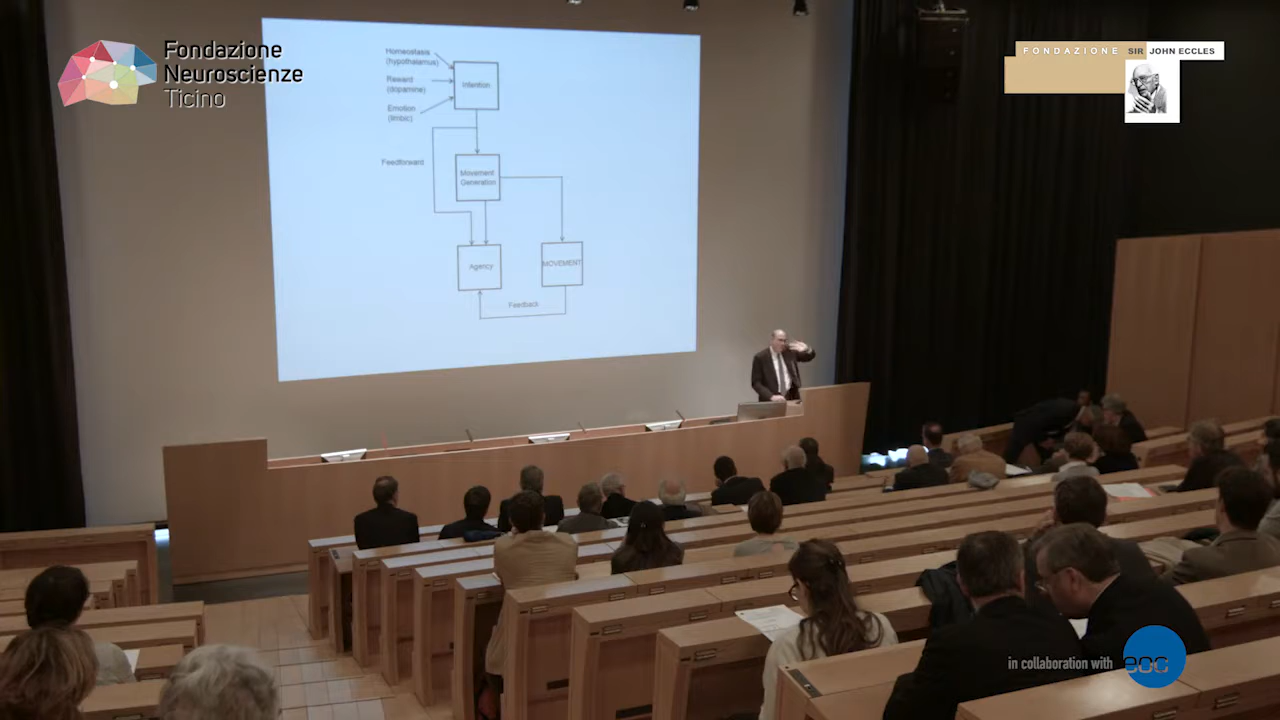 Fondazione
Neuroscienze
Ticino
FONDAZIONE SIR JOHN ECCLES
Homeostasis
(hypothalamus)
Reward
(dopamine)
Emotion
(limbic)
Intention
Feedforward
Movement
Generation
Agency
MOVEMENT
Feedback
in collaboration with eoc